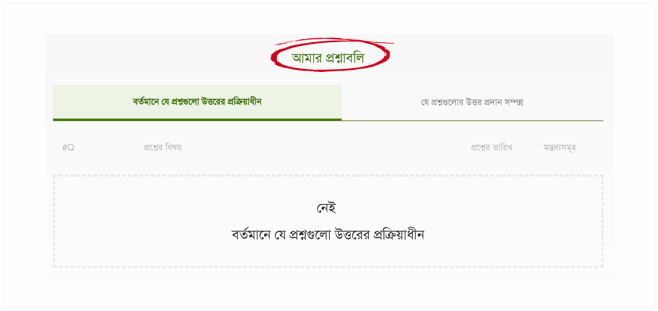 আমার প্রশ্নাবলি
বর্তমানে যে প্রশ্নগুলো উত্তরের প্রক্রিয়াধীন
যে প্রশ্নগুলোর উত্তর প্রদান সম্পন্ন
#Q প্রশ্নের বিষয় প্রশ্নের তারিখ মন্তব্যসমূহ
নেই
বর্তমানে যে প্রশ্নগুলো উত্তরের প্রক্রিয়াধীন